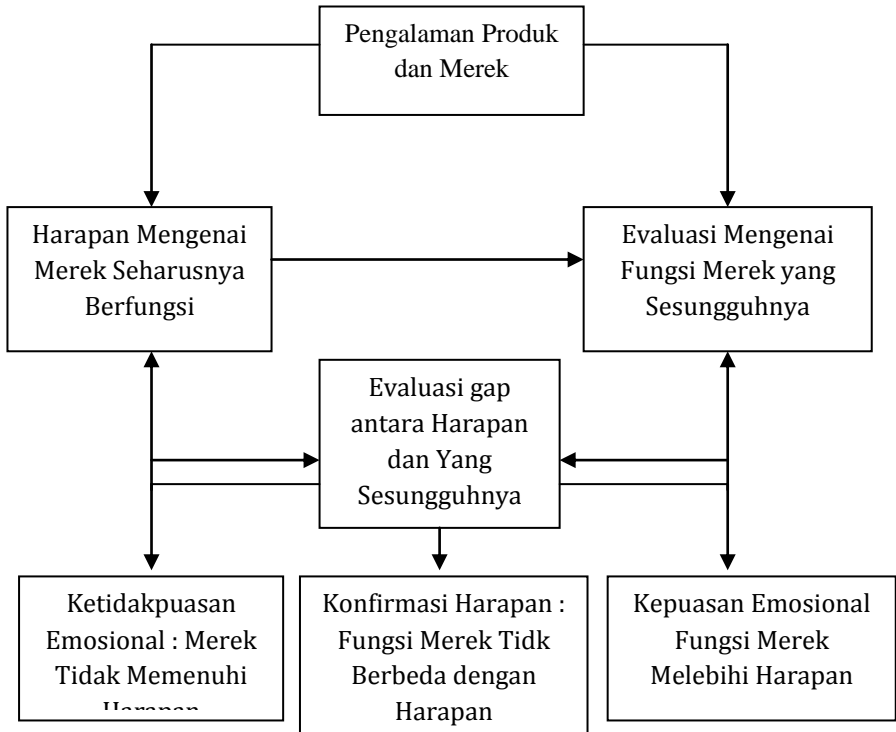 Pengalaman Produk
dan Merek
Harapan Mengenai
Merek Seharusnya
Berfungsi
Evaluasi Mengenai
Fungsi Merek yang
Sesungguhnya
Evaluasi gap
antara Harapan
dan Yang
Sesungguhnya
Ketidakpuasan
Emosional : Merek
Tidak Memenuhi
Harapan
Konfirmasi Harapan :
Fungsi Merek Tidk
Berbeda dengan
Harapan
Kepuasan Emosional
Fungsi Merek
Melebihi Harapan